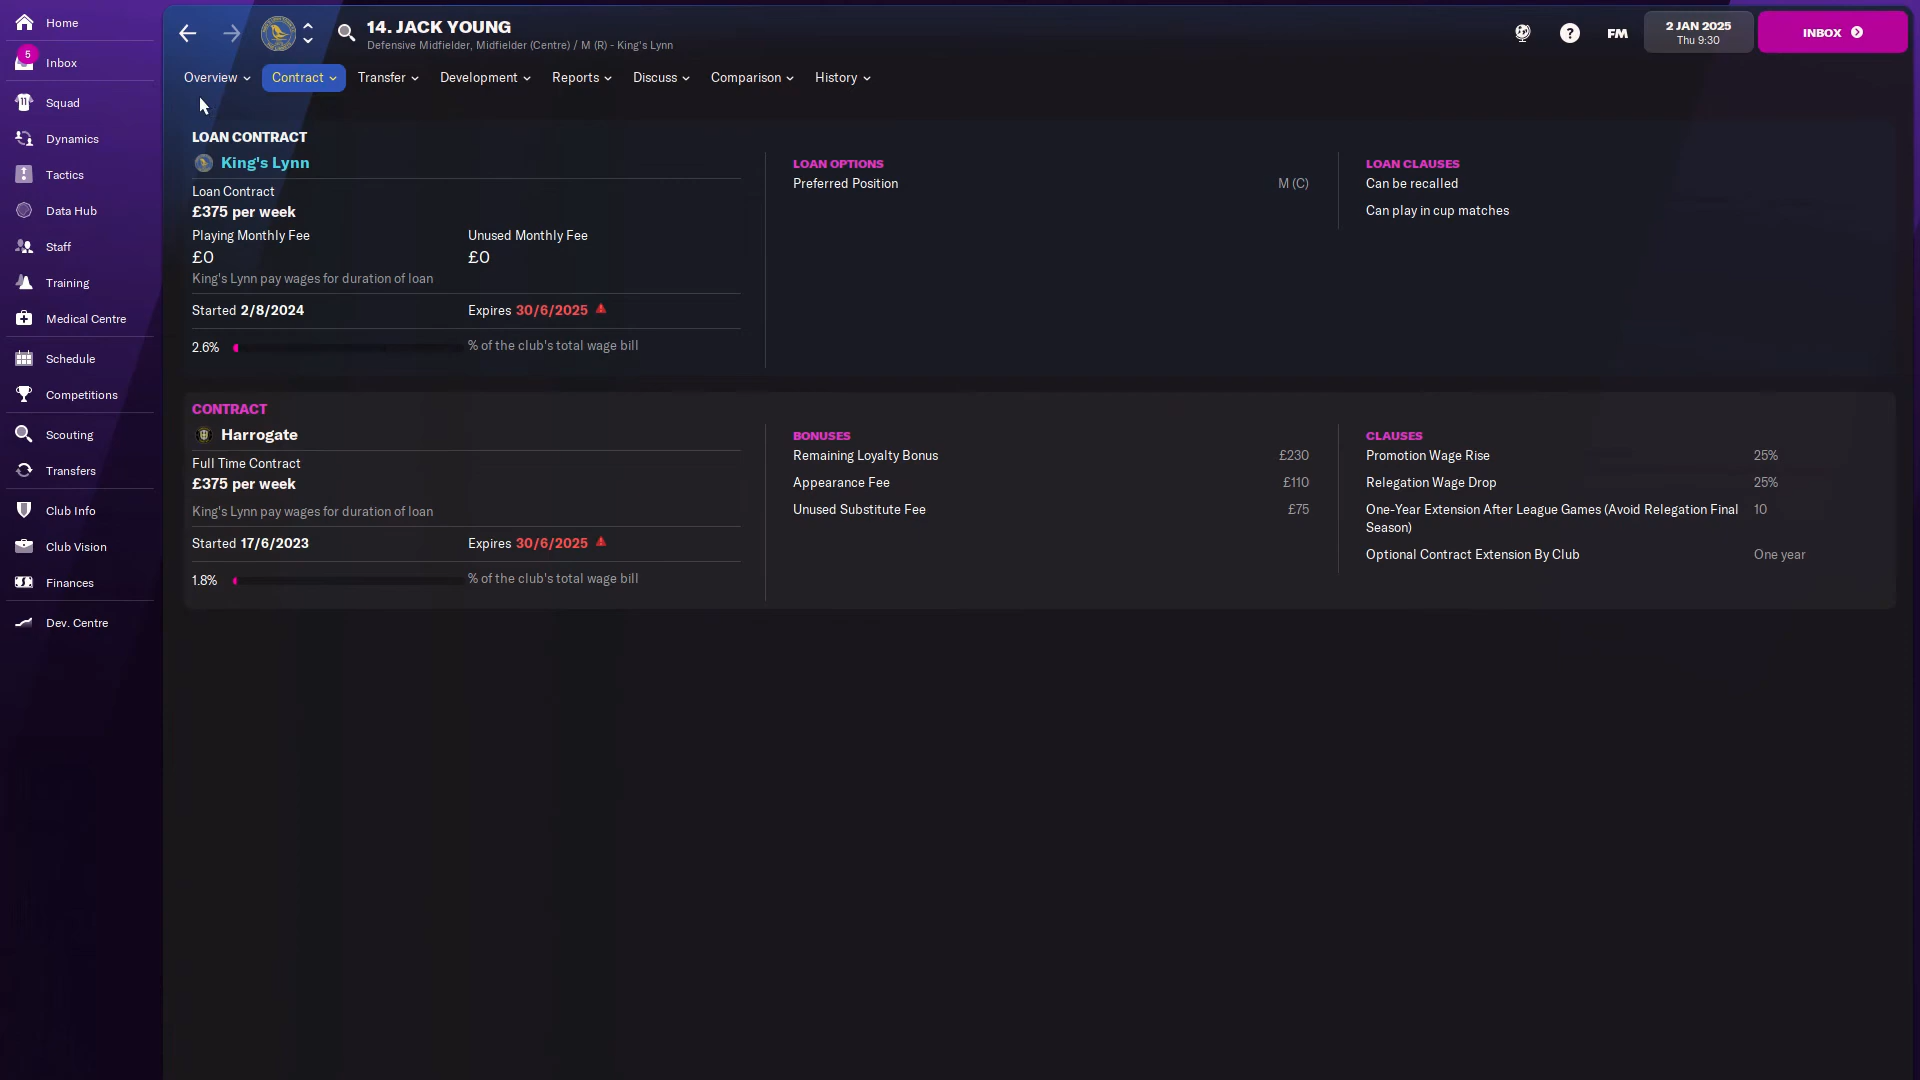 Home
5
Inbox
Squad
Dynamics
Tactics
Data Hub
Staff
Training
Medical Centre
Schedule
Competitions
Scouting
Transfers
Club Info
Club Vision
Finances
Dev. Centre
14. JACK YOUNG
Defensive Midfielder, Midfielder (Centre) / M (R) - King's Lynn
?
FM
2 JAN 2025
Thu 9:30
INBOX
Overview
Contract
Transfer
Development
Reports
Discuss
Comparison
History
LOAN CONTRACT
King's Lynn
Loan Contract
£375 per week
Playing Monthly Fee Unused Monthly Fee
£0 £0
King's Lynn pay wages for duration of loan
Started 2/8/2024 Expires 30/6/2025
2.6% % of the club's total wage bill
LOAN OPTIONS
Preferred Position M (C)
LOAN CLAUSES
Can be recalled
Can play in cup matches
CONTRACT
Harrogate
Full Time Contract
£375 per week
King's Lynn pay wages for duration of loan
Started 17/6/2023 Expires 30/6/2025
1.8% % of the club's total wage bill
BONUSES
Remaining Loyalty Bonus £230
Appearance Fee £110
Unused Substitute Fee £75
CLAUSES
Promotion Wage Rise 25%
Relegation Wage Drop 25%
One-Year Extension After League Games (Avoid Relegation Final 10
Season)
Optional Contract Extension By Club One year